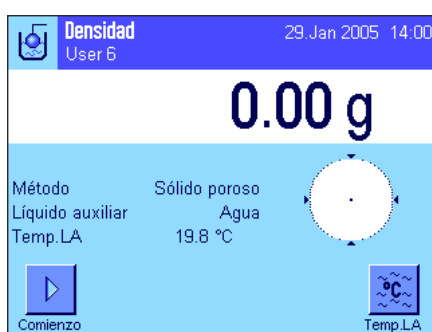 Densidad 29.Jan 2005 14:00
User 6
0.00 g
Método Sólido poroso
Líquido auxiliar Agua
Temp.LA 19.8 °C
°C
Comienzo Temp.LA